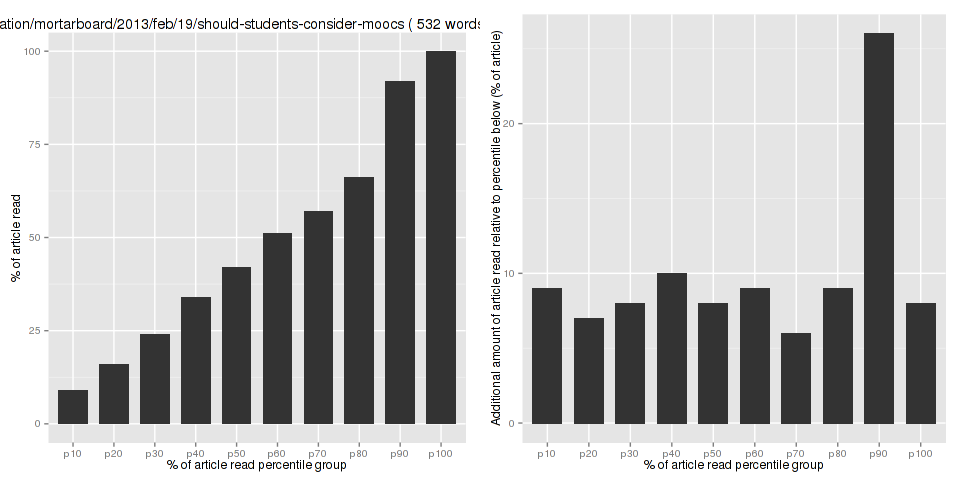 ation/mortarboard/2013/feb/19/should-students-consider-moocs ( 532 words
% of article read
100
75
50
25
0
p10 p20 p30 p40 p50 p60 p70 p80 p90 p100
% of article read percentile group
Additional amount of article read relative to percentile below (% of article)
20
10
0
p10 p20 p30 p40 p50 p60 p70 p80 p90 p100
% of article read percentile group